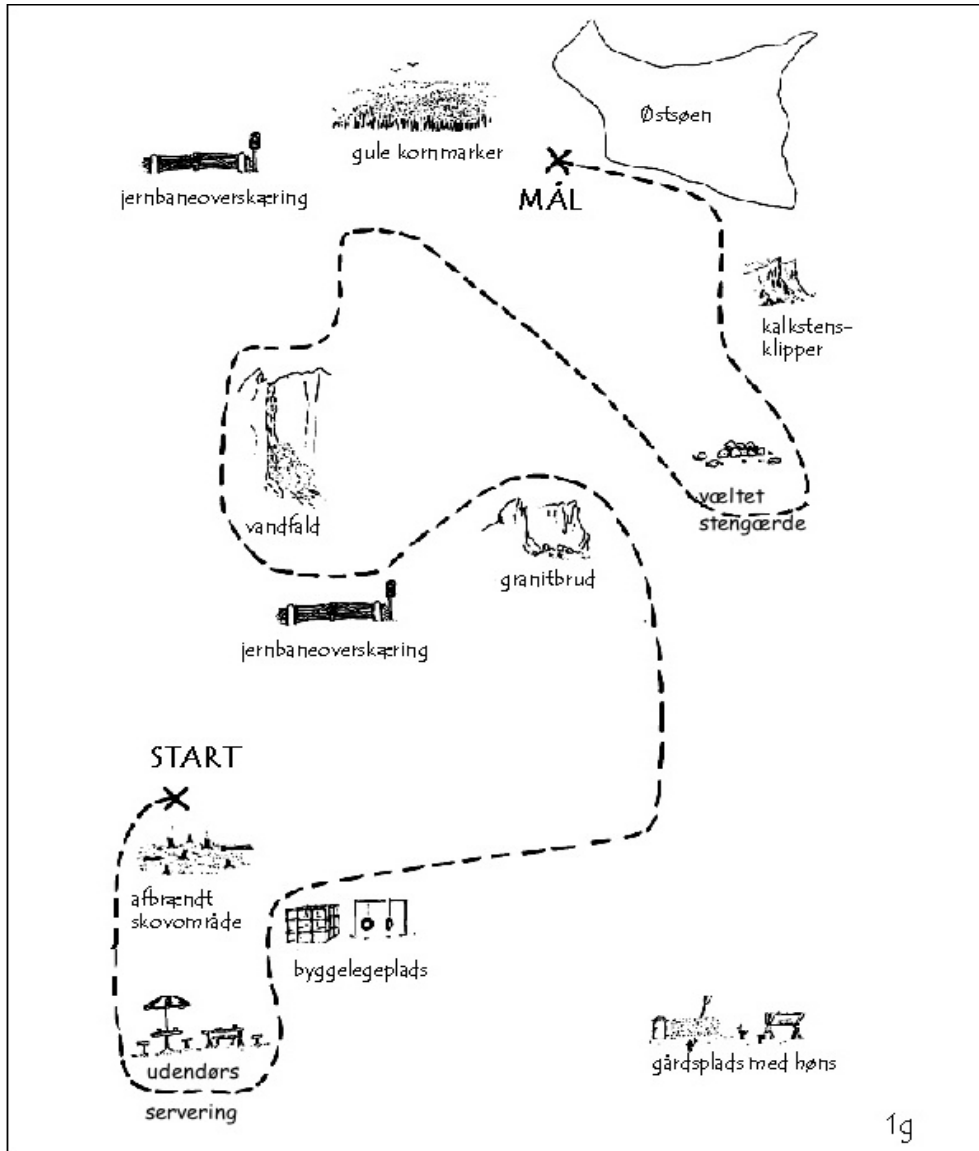 Østsøen
gule kornmarker
jernbaneoverskæring
MÅL
kalkstens-
klipper
væltet
stengærde
vandfald
granitbrud
jernbaneoverskæring
START
afbrændt
skovområde
byggelegeplads
udendørs
servering
gårdsplads med høns
1g